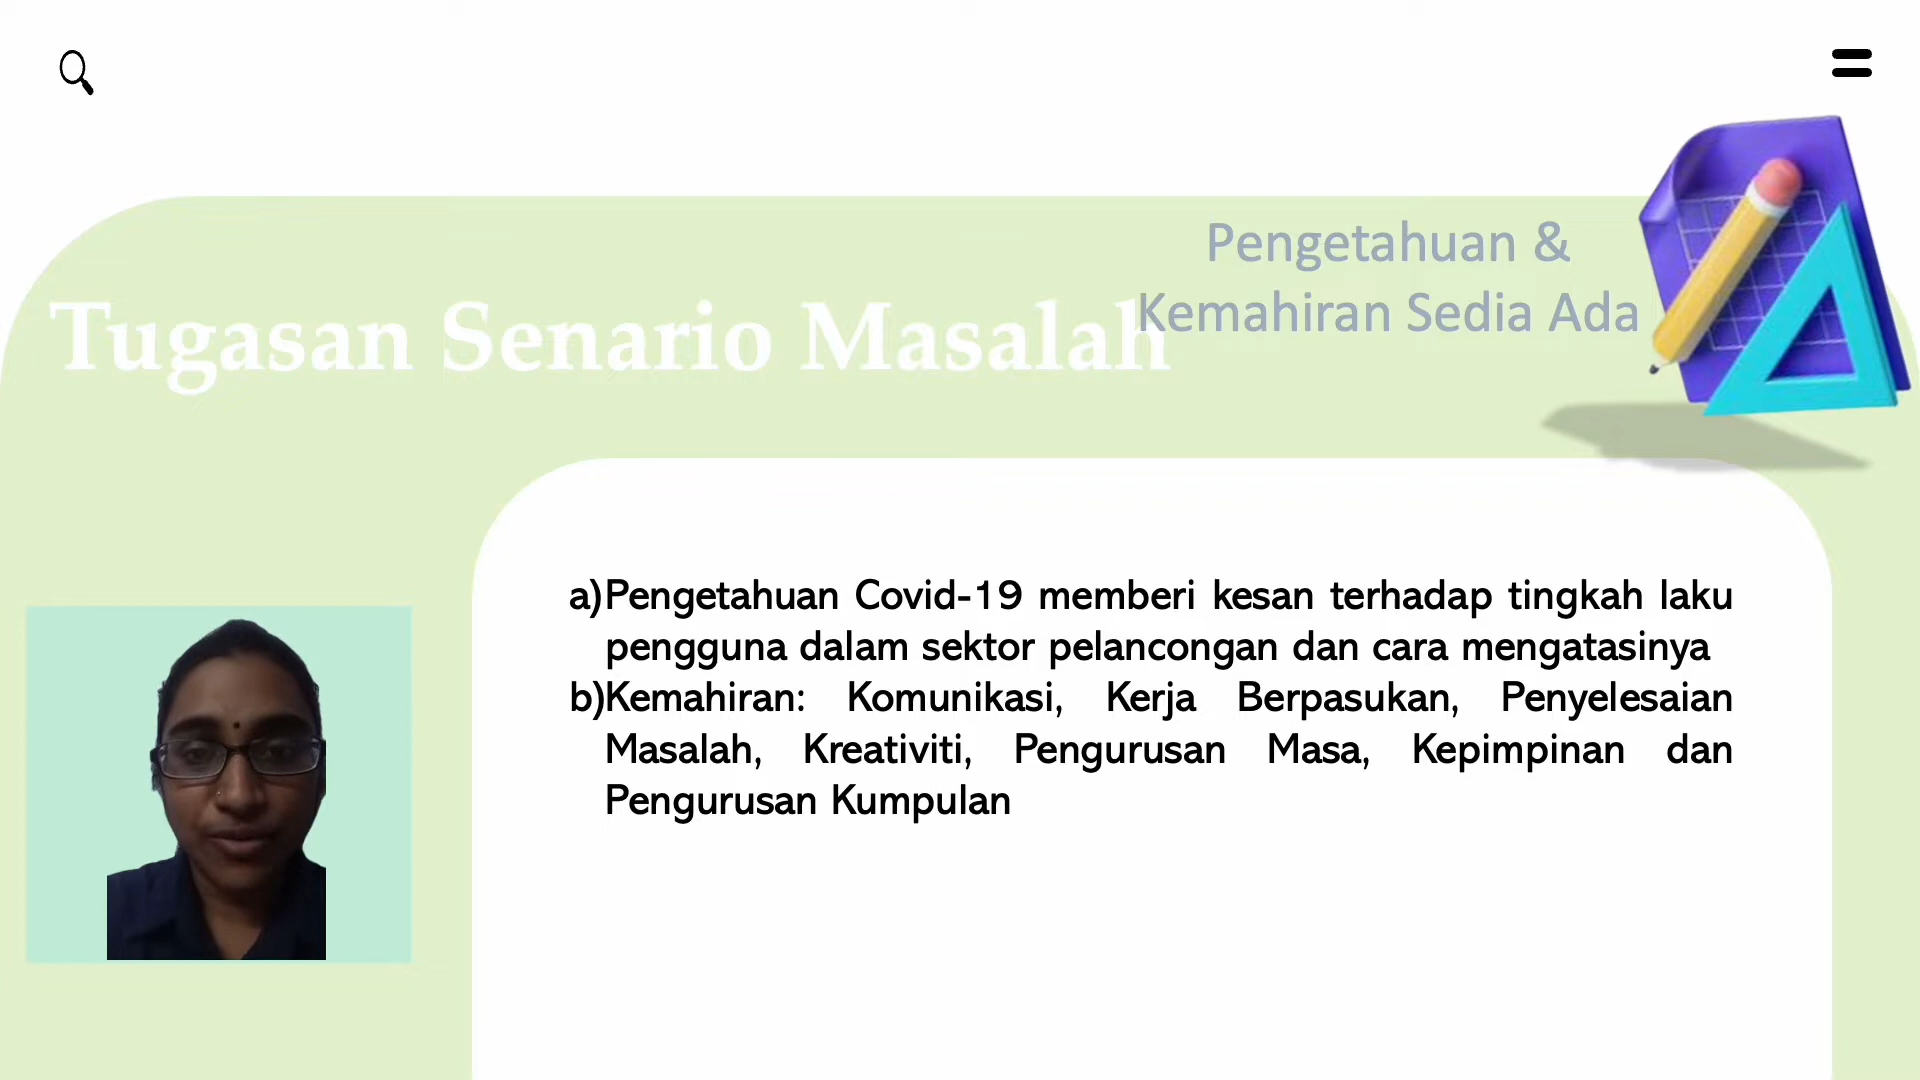 Pengetahuan &
Kemahiran Sedia Ada
Tugasan Senario Masalah
a)Pengetahuan Covid-19 memberi kesan terhadap tingkah laku
pengguna dalam sektor pelancongan dan cara mengatasinya
b)Kemahiran: Komunikasi, Kerja Berpasukan, Penyelesaian
Masalah, Kreativiti, Pengurusan Masa, Kepimpinan dan
Pengurusan Kumpulan